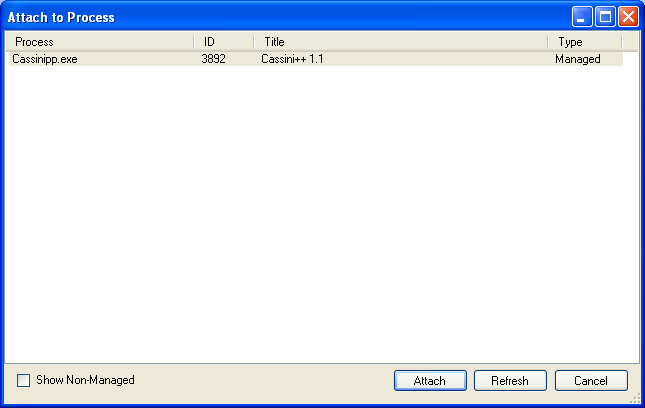 Attach to Process
Process ID Title Type
Cassinipp.exe 3892 Cassini++ 1.1 Managed
Show Non-Managed Attach Refresh Cancel